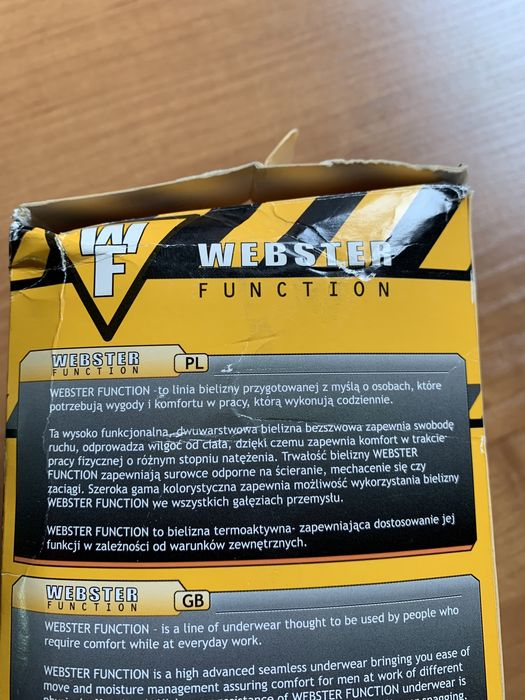 WF
WEBSTER
FUNCTION
WEBSTER
FUNCTION
PL
WEBSTER FUNCTION -to linia bielizny przygotowanej z myślą o osobach, które
potrzebują wygody i komfortu w pracy, którą wykonują codziennie.
Ta wysoko funkcjonalna, dwuwarstwowa bielizna bezszwowa zapewnia swobodę
ruchu, odprowadza wilgoć od ciała, dzięki czemu zapewnia komfort w trakcie
pracy fizycznej o różnym stopniu natężenia. Trwałość bielizny WEBSTER
FUNCTION zapewniają surowce odporne na ścieranie, mechacenie się czy
zaciągi. Szeroka gama kolorystyczna zapewnia możliwość wykorzystania bielizny
WEBSTER FUNCTION we wszystkich gałęziach przemysłu.
WEBSTER FUNCTION to bielizna termoaktywna- zapewniająca dostosowanie jej
funkcji w zależności od warunków zewnętrznych.
WEBSTER
FUNCTION
GB
WEBSTER FUNCTION - is a line of underwear thought to be used by people who
require comfort while at everyday work.
WEBSTER FUNCTION is a high advanced seamless underwear bringing you ease of
move and moisture management assuring comfort for men at work of different
of WEBSTER FUNCTION underwear is
snagging.